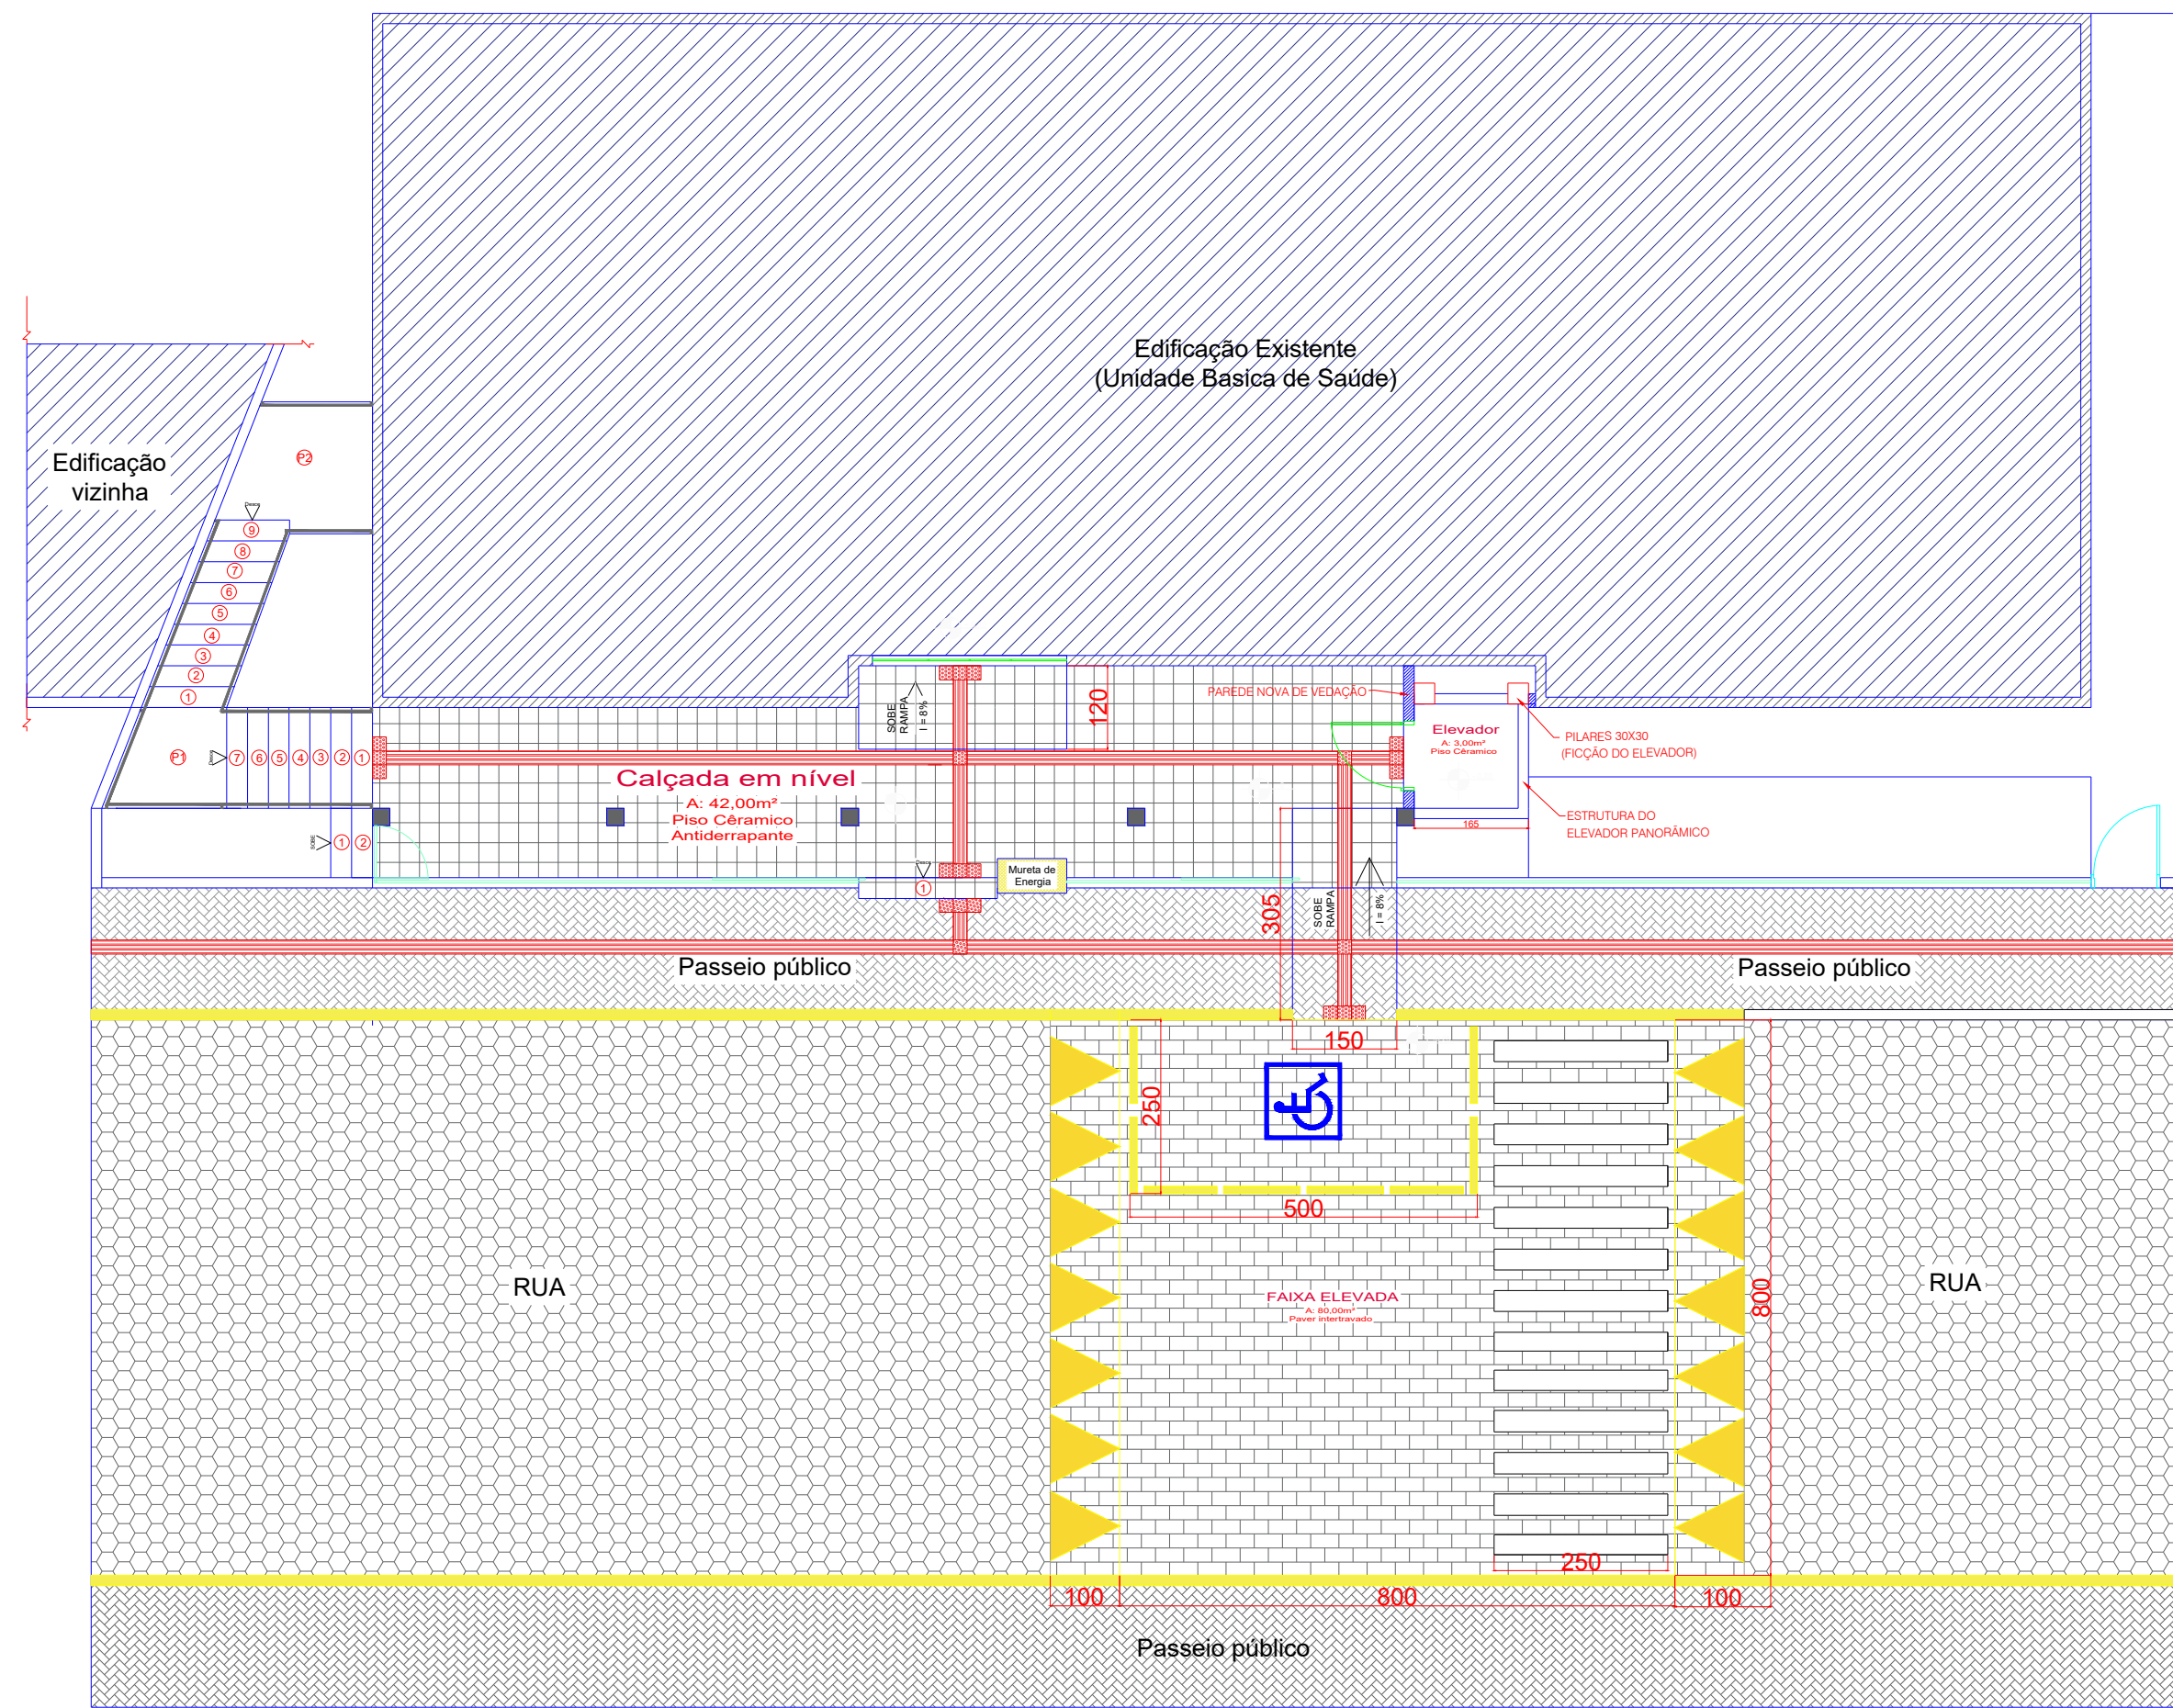 Edificação Existente
(Unidade Basica de Saúde)
Edificação
vizinha
P2
9
8
7
6
5
4
3
2
1
P1
7
6
5
4
3
2
1
SOBE
1
2
SOBE
RAMPA
I = 8%
120
PAREDE NOVA DE VEDAÇÃO
Elevador
A: 3,00m²
Piso Cêramico
PILARES 30X30
(FICÇÃO DO ELEVADOR)
ESTRUTURA DO
ELEVADOR PANORÂMICO
165
Calçada em nível
A: 42,00m²
Piso Cêramico
Antiderrapante
1
Mureta de
Energia
305
SOBE
RAMPA
I = 8%
Passeio público
Passeio público
150
250
500
RUA
FAIXA ELEVADA
A: 80,00m²
Paver intertravado
800
RUA
250
100
800
100
Passeio público